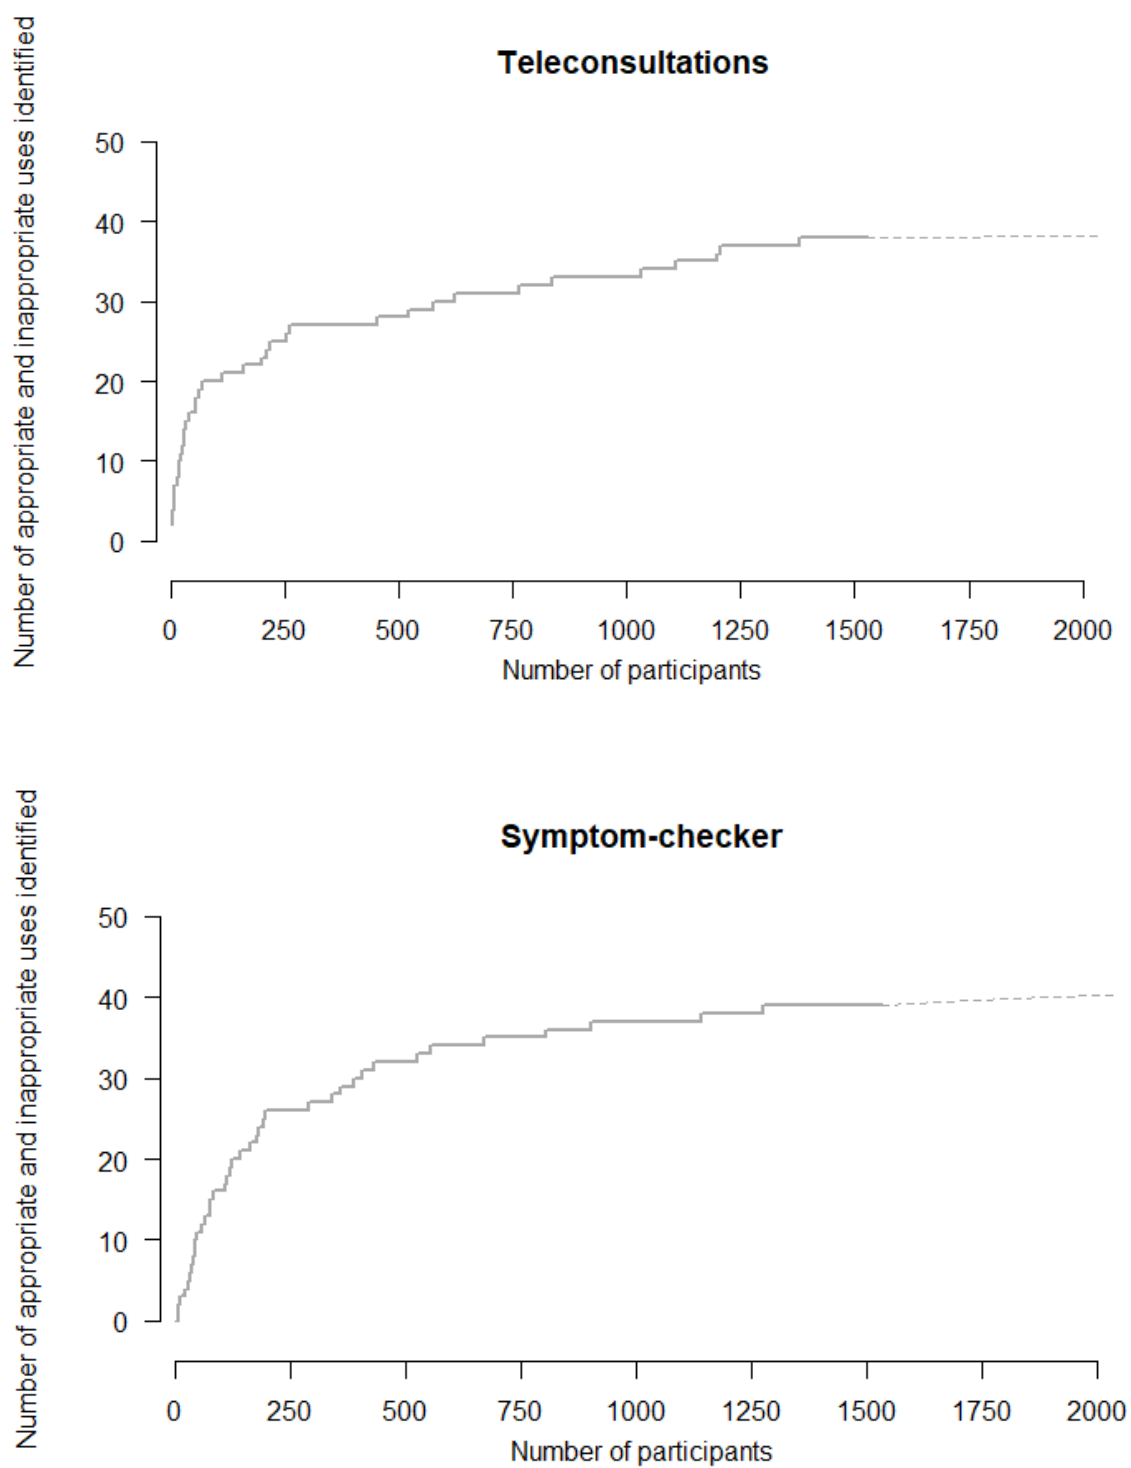 Teleconsultations
Number of appropriate and inappropriate uses identified
50
40
30
20
10
0
0 250 500 750 1000 1250 1500 1750 2000
Number of participants
Symptom-checker
Number of appropriate and inappropriate uses identified
50
40
30
20
10
0
0 250 500 750 1000 1250 1500 1750 2000
Number of participants